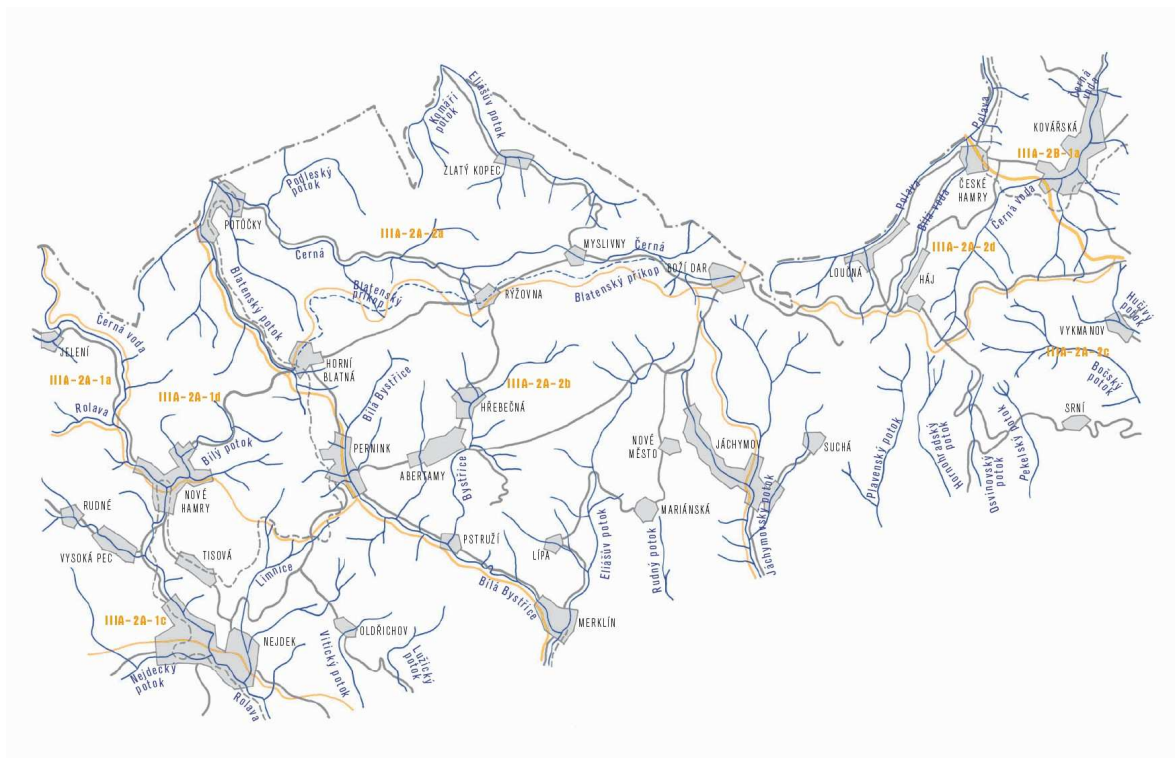 Eliášův potok
Komáří
potok
ZLATÝ KOPEC
Podleský
potok
POTŮČKY
IIIA-2A-2a
Černá
MYSLIVNY
Černá
BOŽÍ DAR
Blatenský příkop
Blatenský
příkop
RÝŽOVNA
Blatenský potok
HORNÍ
BLATNÁ
Polava
Černá
voda
KOVÁŘSKÁ
IIIA-2B-1a
ČESKÉ
HAMRY
Černá voda
Polava
Bílá voda
IIIA-2A-2d
LOUČNÁ
HÁJ
Hučivý
potok
VYKMANOV
IIIA-2A-2c
Bočský
potok
SRNÍ
Černá voda
JELENÍ
IIIA-2A-1a
Rolava
IIIA-2A-1d
Bílý potok
Bílá Bystřice
IIIA-2A-2b
HŘEBEČNÁ
PERNINK
ABERTAMY
Bystřice
NOVÉ
MĚSTO
JÁCHYMOV
SUCHÁ
Plavenský potok
Hornohradský
potok
Osvinovský
potok
Pekelský potok
NOVÉ
HAMRY
RUDNÉ
VYSOKÁ PEC
TISOVÁ
Limnice
PSTRUŽÍ
LÍPA
Eliášův potok
MARIÁNSKÁ
Rudný potok
Jáchymovský potok
Bílá Bystřice
MERKLÍN
IIIA-2A-1c
NEJDEK
Nejdecký
potok
Rolava
OLDŘICHOV
Vitický potok
Lužický
potok